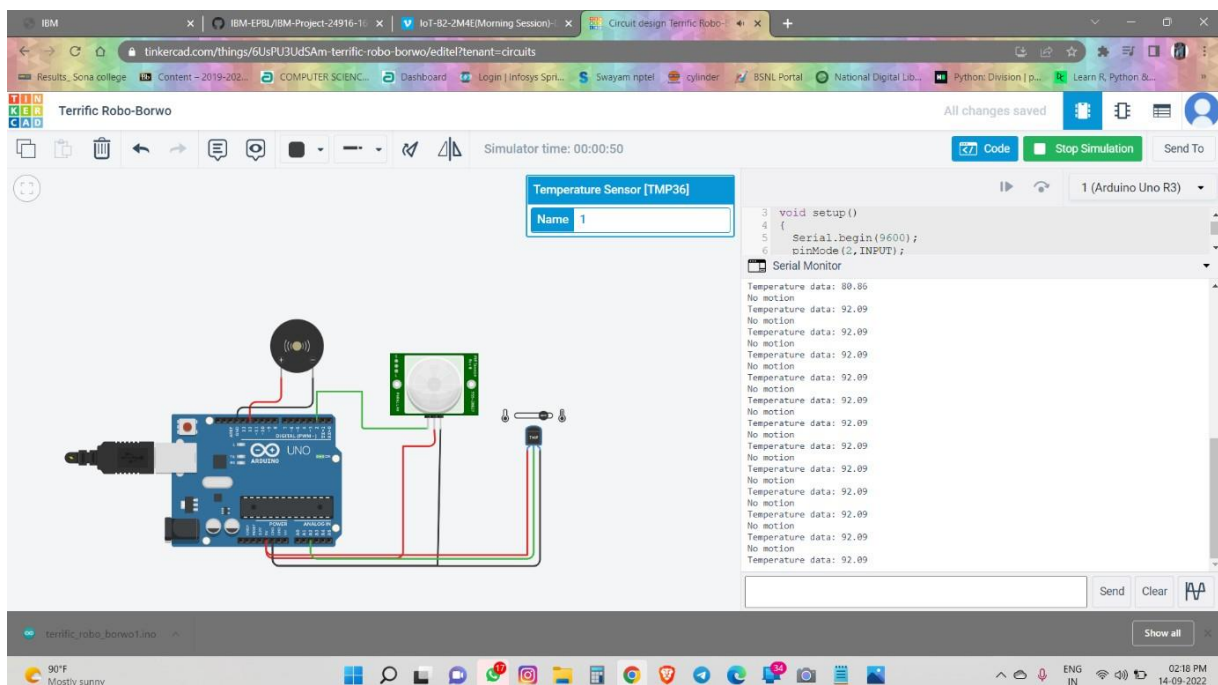 IBM
IBM-EPBL/IBM-Project-24916-16
IoT-B2-2M4E(Morning Session)-
Circuit design Terrific Robo-
tinkercad.com/things/6UsPU3UdSAm-terrific-robo-borwo/editel?tenant=circuits
Results_Sona college
Content - 2019-202...
COMPUTER SCIENC...
Dashboard
Login | Infosys Spri...
Swayam nptel
cylinder
BSNL Portal
National Digital Lib...
Python: Division | p...
Learn R, Python &...
TINKERCAD
Terrific Robo-Borwo
All changes saved
Simulator time: 00:00:50
Code
Stop Simulation
Send To
Temperature Sensor [TMP36]
Name 1
1 (Arduino Uno R3)
3 void setup()
4 {
5 Serial.begin(9600);
6 pinMode(2,INPUT);
Serial Monitor
Temperature data: 80.86
No motion
Temperature data: 92.09
No motion
Temperature data: 92.09
No motion
Temperature data: 92.09
No motion
Temperature data: 92.09
No motion
Temperature data: 92.09
No motion
Temperature data: 92.09
No motion
Temperature data: 92.09
No motion
Temperature data: 92.09
No motion
Temperature data: 92.09
No motion
Temperature data: 92.09
No motion
Temperature data: 92.09
No motion
Temperature data: 92.09
DIGITAL (PWM~)
UNO
ARDUINO
POWER
ANALOG IN
TMP
Send
Clear
terrific_robo_borwo1.ino
Show all
90°F
Mostly sunny
17
34
ENG
IN
02:18 PM
14-09-2022